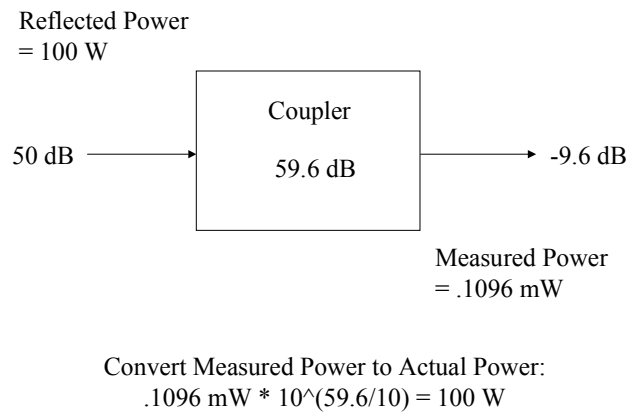 Reflected Power
= 100 W
Coupler
50 dB
59.6 dB
-9.6 dB
Measured Power
= .1096 mW
Convert Measured Power to Actual Power:
.1096 mW * 10^(59.6/10) = 100 W